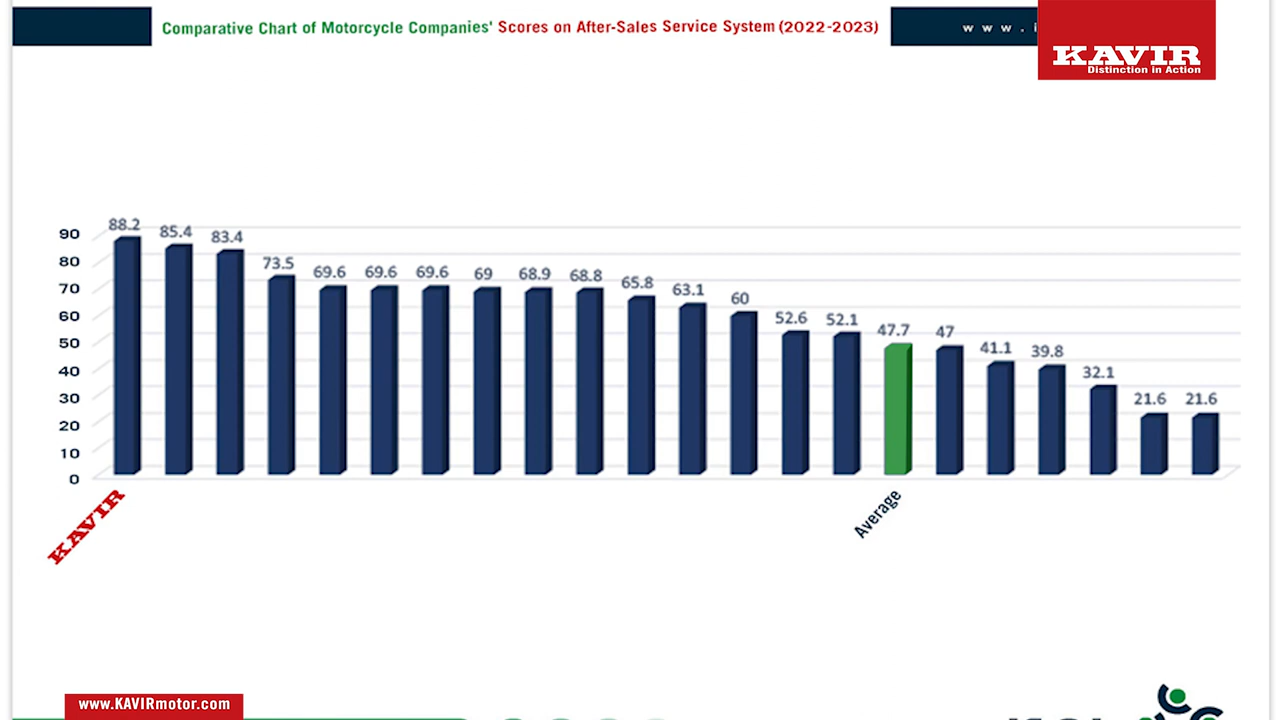 Comparative Chart of Motorcycle Companies' Scores on After-Sales Service System (2022-2023)
www.
KAVIR
Distinction in Action
88.2 85.4 83.4 73.5 69.6 69.6 69.6 69 68.9 68.8 65.8 63.1 60 52.6 52.1 47.7 47 41.1 39.8 32.1 21.6 21.6
90
80
70
60
50
40
30
20
10
0
KAVIR
Average
www.KAVIRmotor.com